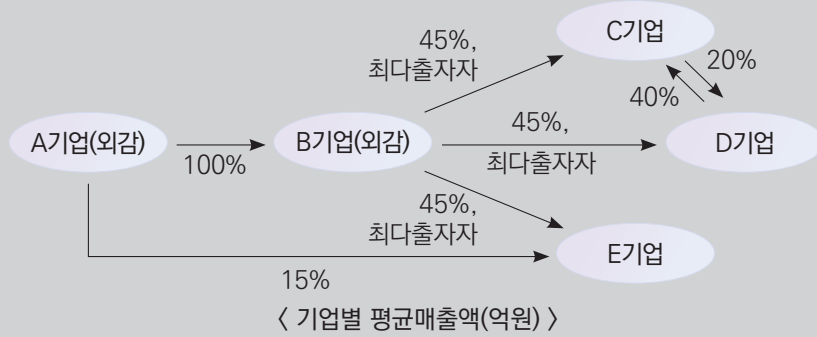 C기업
45%,
최다출자자
20%
40%
A기업(외감)
100%
B기업(외감)
45%,
최다출자자
D기업
45%,
최다출자자
E기업
15%
〈 기업별 평균매출액(억원) 〉